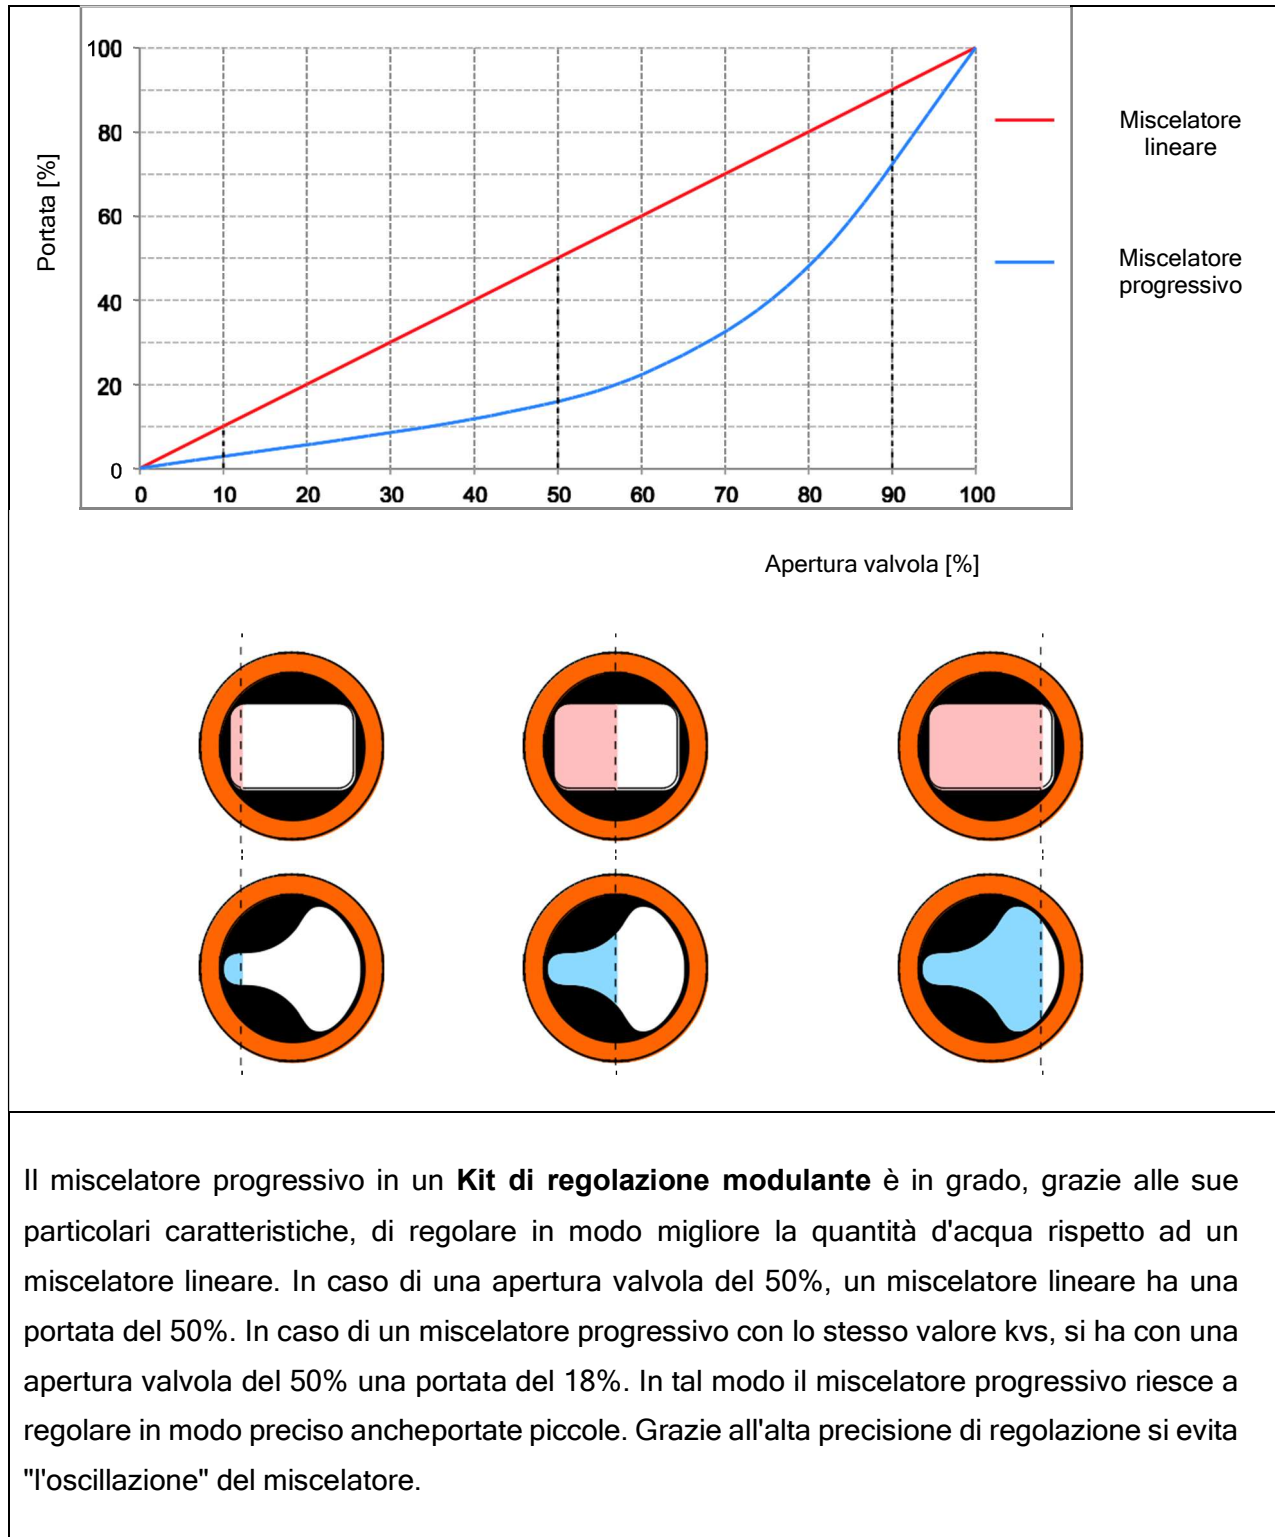 100
80
60
40
20
0
Portata [%]
0 10 20 30 40 50 60 70 80 90 100
Apertura valvola [%]
Miscelatore
lineare
Miscelatore
progressivo
Il miscelatore progressivo in un Kit di regolazione modulante è in grado, grazie alle sue
particolari caratteristiche, di regolare in modo migliore la quantità d'acqua rispetto ad un
miscelatore lineare. In caso di una apertura valvola del 50%, un miscelatore lineare ha una
portata del 50%. In caso di un miscelatore progressivo con lo stesso valore kvs, si ha con una
apertura valvola del 50% una portata del 18%. In tal modo il miscelatore progressivo riesce a
regolare in modo preciso ancheportate piccole. Grazie all'alta precisione di regolazione si evita
"l'oscillazione" del miscelatore.